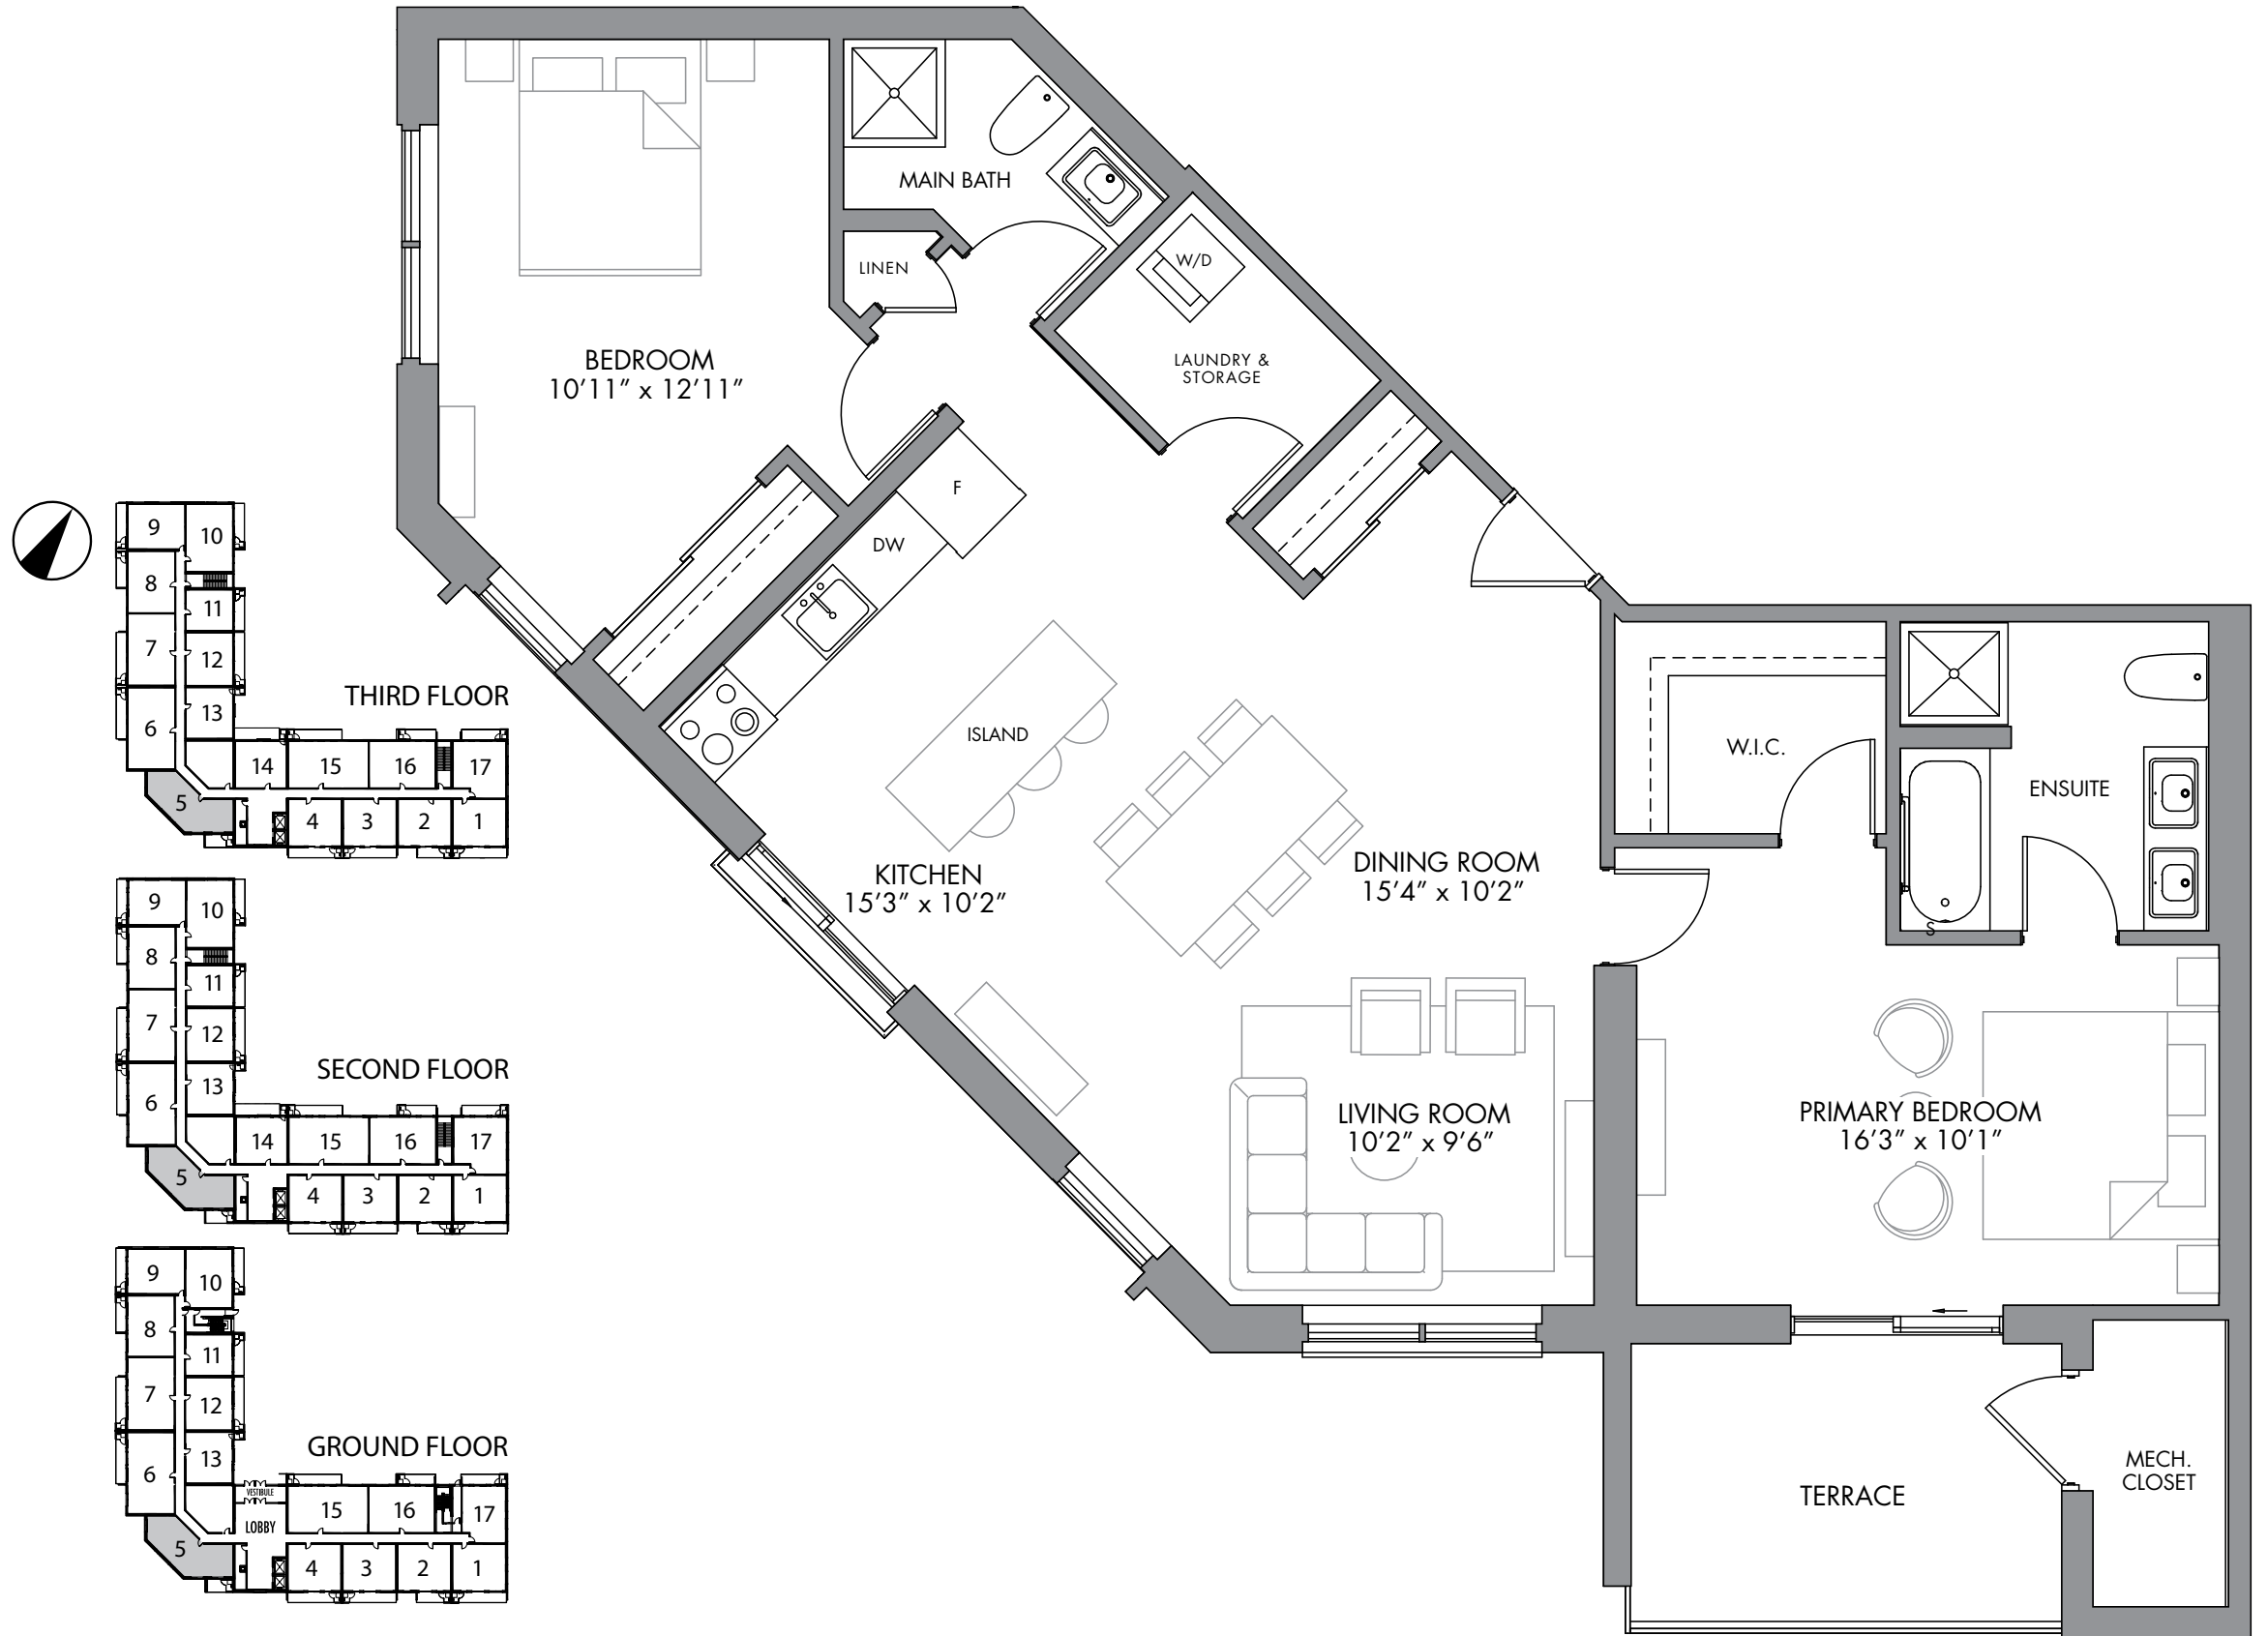 MAIN BATH
LINEN
W/D
LAUNDRY &
STORAGE
BEDROOM
10'11" x 12'11"
F
DW
ISLAND
KITCHEN
15'3" x 10'2"
DINING ROOM
15'4" x 10'2"
W.I.C.
ENSUITE
S
LIVING ROOM
10'2" x 9'6"
PRIMARY BEDROOM
16'3" x 10'1"
TERRACE
MECH.
CLOSET
THIRD FLOOR
9
10
8
11
7
12
6
13
14
15
16
17
5
4
3
2
1
SECOND FLOOR
9
10
8
11
7
12
6
13
14
15
16
17
5
4
3
2
1
GROUND FLOOR
9
10
8
11
7
12
6
13
VESTIBULE
LOBBY
15
16
17
5
4
3
2
1